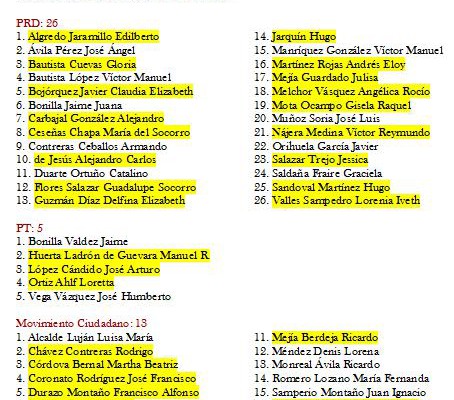 PRD: 26
1. Algredo Jaramillo Edilberto
2. Ávila Pérez José Ángel
3. Bautista Cuevas Gloria
4. Bautista López Víctor Manuel
5. Bojórquez Javier Claudia Elizabeth
6. Bonilla Jaime Juana
7. Carbajal González Alejandro
8. Ceseñas Chapa María del Socorro
9. Contreras Ceballos Armando
10. de Jesús Alejandro Carlos
11. Duarte Ortuño Catalino
12. Flores Salazar Guadalupe Socorro
13. Guzmán Díaz Delfina Elizabeth
14. Jarquín Hugo
15. Manríquez González Víctor Manuel
16. Martínez Rojas Andrés Eloy
17. Mejía Guardado Julisa
18. Melchor Vásquez Angélica Rocío
19. Mota Ocampo Gisela Raquel
20. Muñoz Soria José Luis
21. Nájera Medina Víctor Reymundo
22. Orihuela García Javier
23. Salazar Trejo Jessica
24. Saldaña Fraire Graciela
25. Sandoval Martínez Hugo
26. Valles Sampedro Lorenia Iveth
PT: 5
1. Bonilla Valdez Jaime
2. Huerta Ladrón de Guevara Manuel R
3. López Cándido José Arturo
4. Ortiz Ahlf Loretta
5. Vega Vázquez José Humberto
Movimiento Ciudadano: 13
1. Alcalde Luján Luisa María
2. Chávez Contreras Rodrigo
3. Córdova Bernal Martha Beatriz
4. Coronato Rodríguez José Francisco
5. Durazo Montaño Francisco Alfonso
11. Mejía Berdeja Ricardo
12. Méndez Denis Lorena
13. Monreal Ávila Ricardo
14. Romero Lozano María Fernanda
15. Samperio Montaño Juan Ignacio